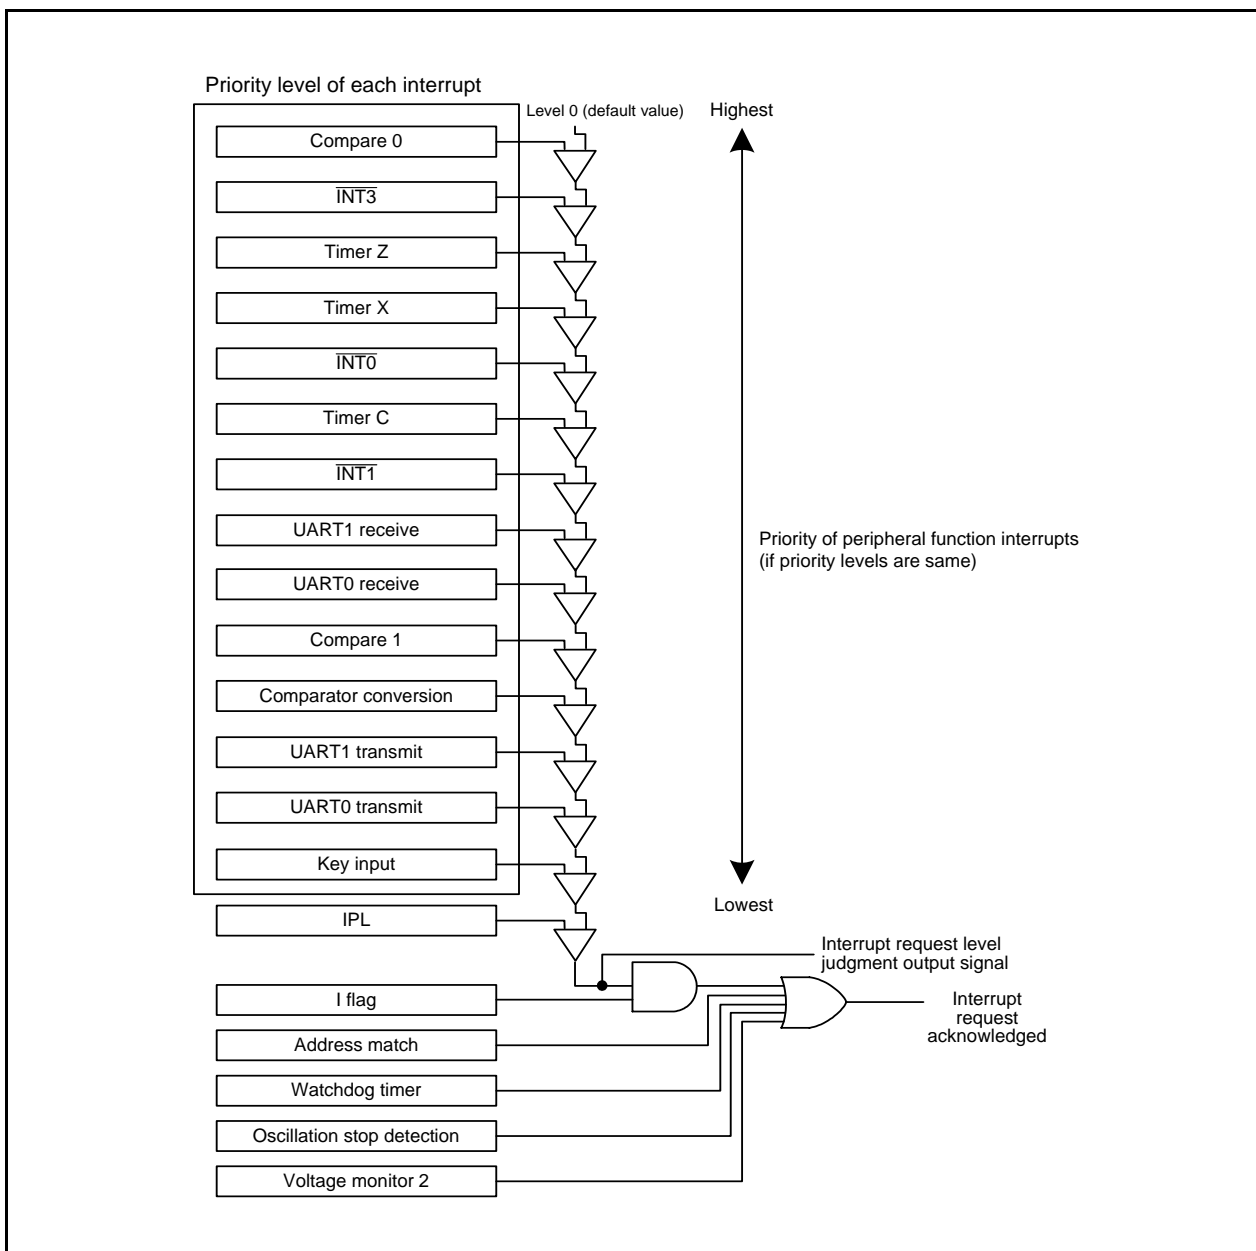 Priority level of each interrupt
Level 0 (default value)
Highest
Compare 0
INT3
Timer Z
Timer X
INT0
Timer C
INT1
UART1 receive
Priority of peripheral function interrupts
(if priority levels are same)
UART0 receive
Compare 1
Comparator conversion
UART1 transmit
UART0 transmit
Key input
Lowest
IPL
Interrupt request level
judgment output signal
I flag
Interrupt
request
acknowledged
Address match
Watchdog timer
Oscillation stop detection
Voltage monitor 2